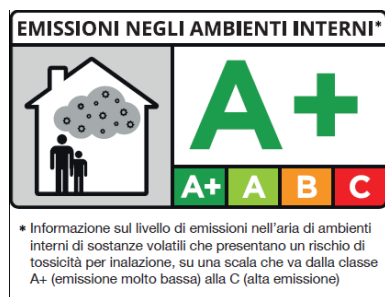 EMISSIONI NEGLI AMBIENTI INTERNI*
A+
A+ A B C
* Informazione sul livello di emissioni nell'aria di ambienti
interni di sostanze volatili che presentano un rischio di
tossicità per inalazione, su una scala che va dalla classe
A+ (emissione molto bassa) alla C (alta emissione)